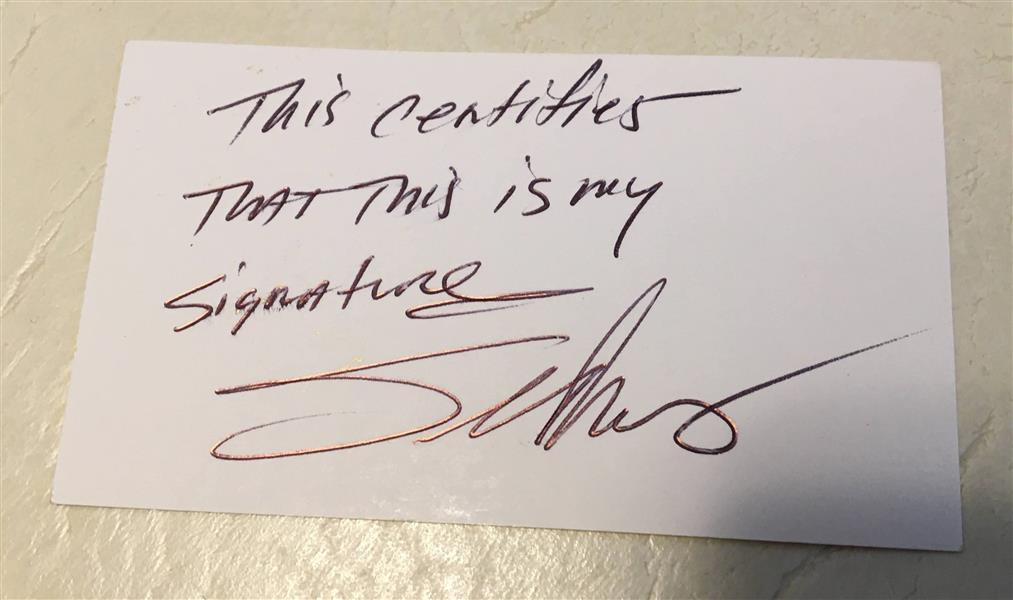 This certifies
THAT This is my
signature